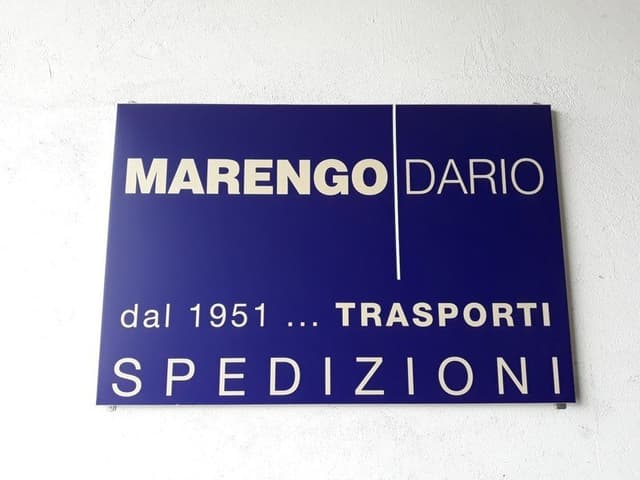 MARENGO DARIO
dal 1951 ... TRASPORTI
SPEDIZIONI